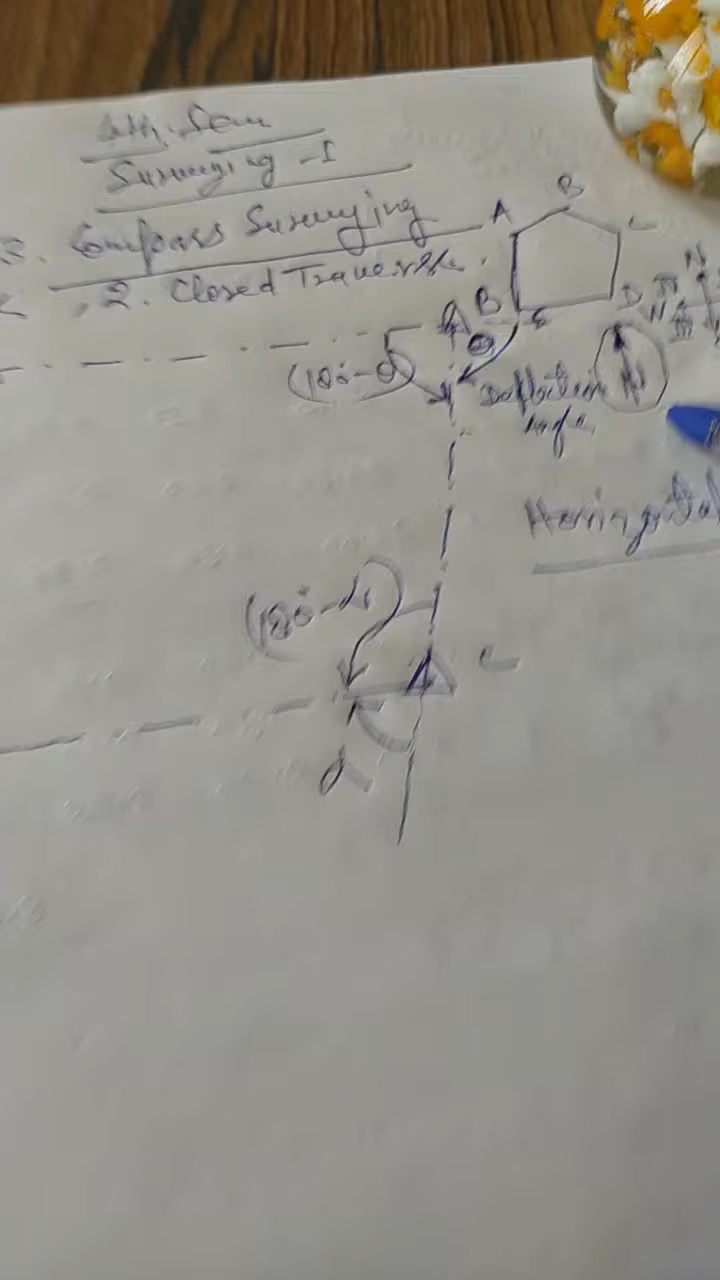 4th. Sem
Surveying - I
3. Compass Surveying
2. Closed Traverse.
A
B
C
D
E
N
B
(180-θ)
θ
Deflection
angle
Horizontal
(180-α)
C
α